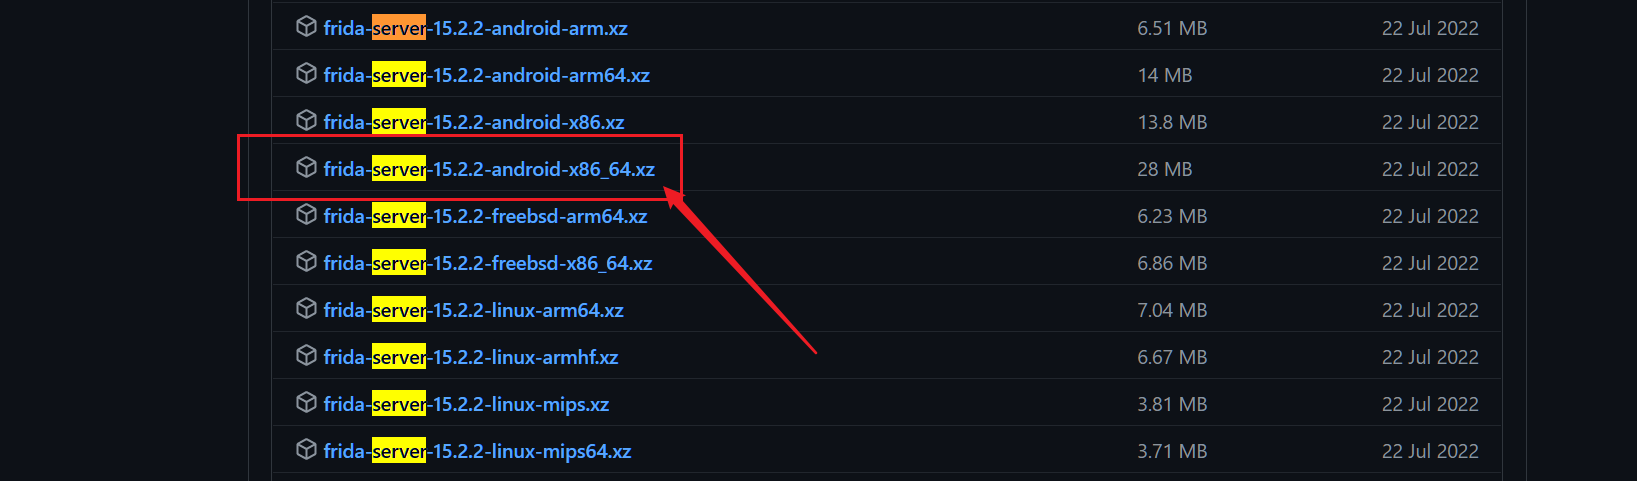 frida-server-15.2.2-android-arm.xz 6.51 MB 22 Jul 2022
frida-server-15.2.2-android-arm64.xz 14 MB 22 Jul 2022
frida-server-15.2.2-android-x86.xz 13.8 MB 22 Jul 2022
frida-server-15.2.2-android-x86_64.xz 28 MB 22 Jul 2022
frida-server-15.2.2-freebsd-arm64.xz 6.23 MB 22 Jul 2022
frida-server-15.2.2-freebsd-x86_64.xz 6.86 MB 22 Jul 2022
frida-server-15.2.2-linux-arm64.xz 7.04 MB 22 Jul 2022
frida-server-15.2.2-linux-armhf.xz 6.67 MB 22 Jul 2022
frida-server-15.2.2-linux-mips.xz 3.81 MB 22 Jul 2022
frida-server-15.2.2-linux-mips64.xz 3.71 MB 22 Jul 2022